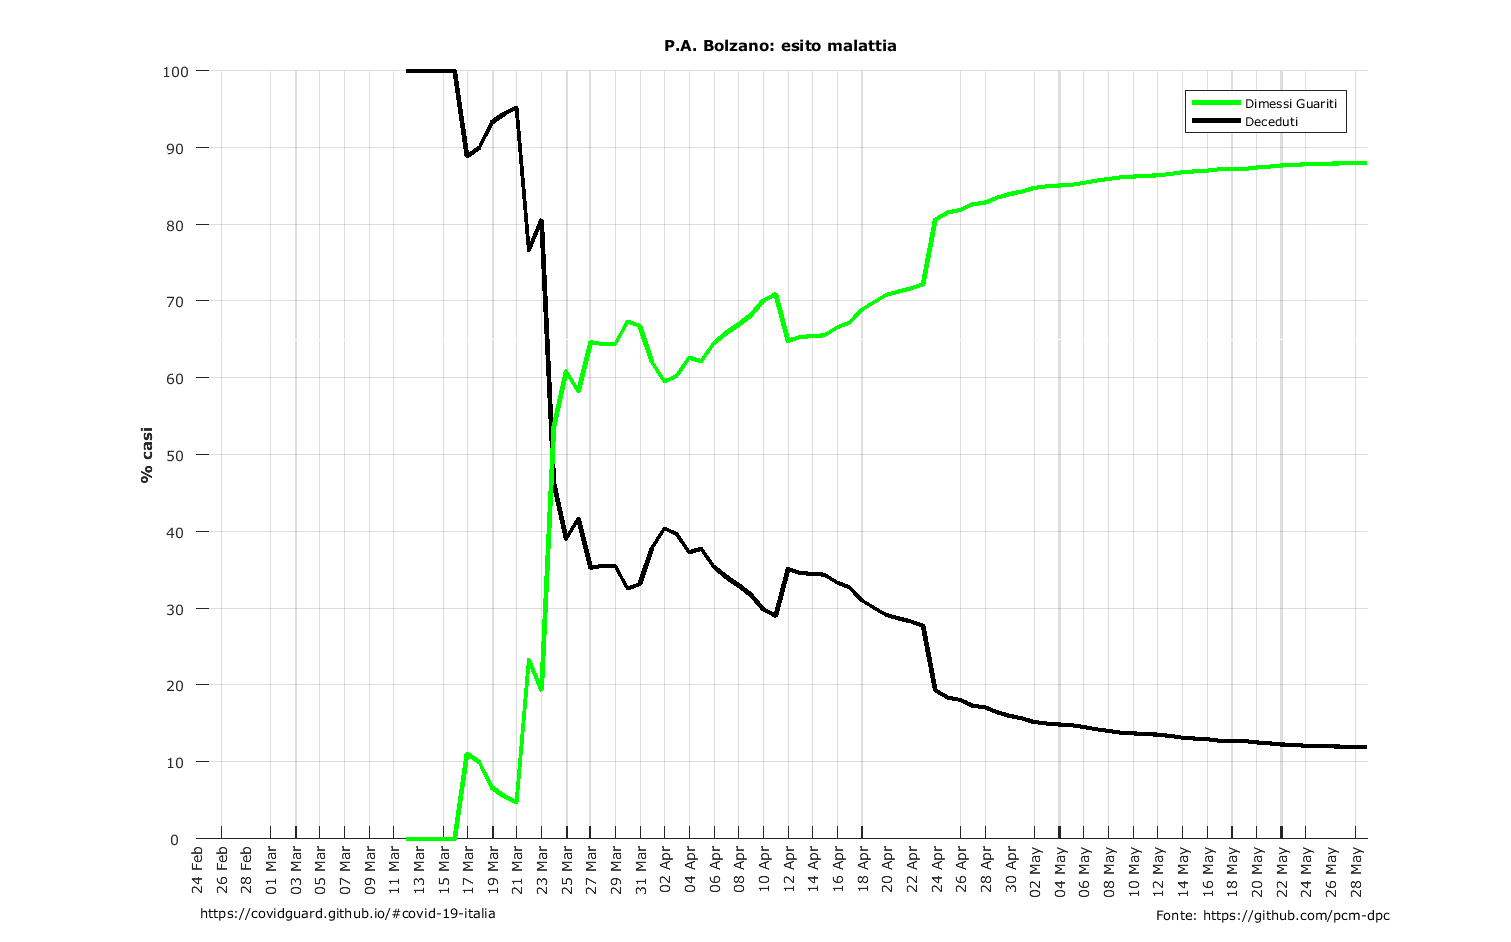 P.A. Bolzano: esito malattia
100
90
80
70
60
50
40
30
20
10
0
% casi
Dimessi Guariti
Deceduti
24 Feb
26 Feb
28 Feb
01 Mar
03 Mar
05 Mar
07 Mar
09 Mar
11 Mar
13 Mar
15 Mar
17 Mar
19 Mar
21 Mar
23 Mar
25 Mar
27 Mar
29 Mar
31 Mar
02 Apr
04 Apr
06 Apr
08 Apr
10 Apr
12 Apr
14 Apr
16 Apr
18 Apr
20 Apr
22 Apr
24 Apr
26 Apr
28 Apr
30 Apr
02 May
04 May
06 May
08 May
10 May
12 May
14 May
16 May
18 May
20 May
22 May
24 May
26 May
28 May
https://covidguard.github.io/#covid-19-italia
Fonte: https://github.com/pcm-dpc